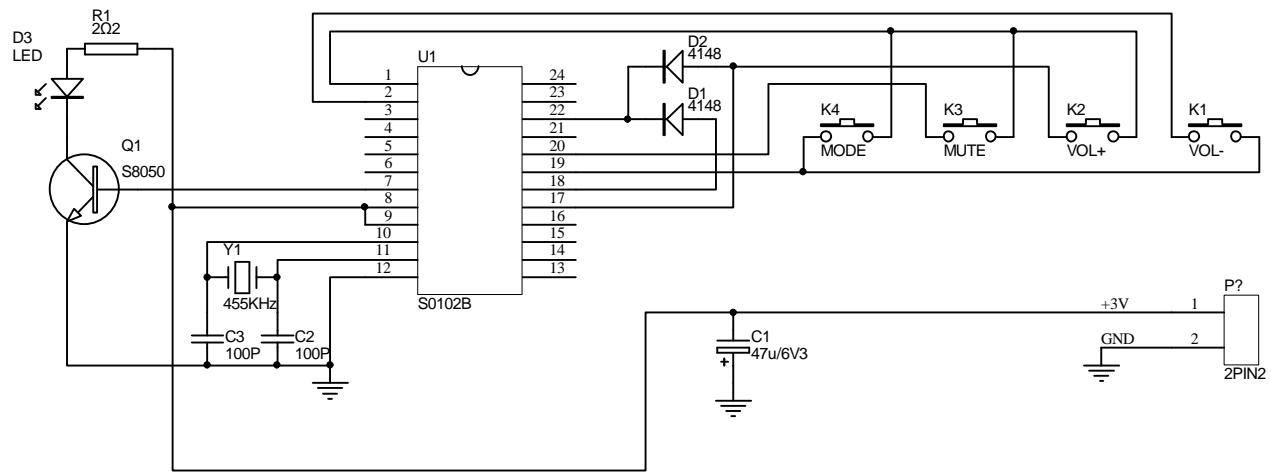 R1
2Ω2
D3
LED
Q1
S8050
U1
1
2
3
4
5
6
7
8
9
10
11
12
24
23
22
21
20
19
18
17
16
15
14
13
S0102B
D2
4148
D1
4148
K4
MODE
K3
MUTE
K2
VOL+
K1
VOL-
Y1
455KHz
C3
100P
C2
100P
C1
47u/6V3
+
+3V
1
GND
2
P?
2PIN2